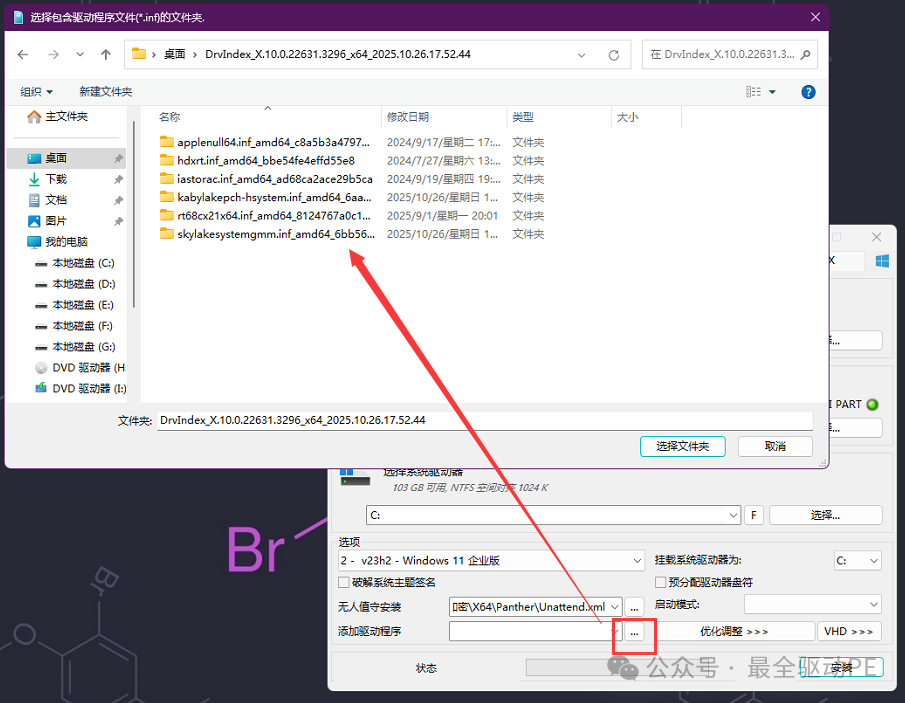 选择包含驱动程序文件(*.inf)的文件夹.
桌面 DrvIndex_X.10.0.22631.3296_x64_2025.10.26.17.52.44
在 DrvIndex_X.10.0.22631.3...
组织 新建文件夹
主文件夹
桌面
下载
文档
图片
我的电脑
本地磁盘 (C:)
本地磁盘 (D:)
本地磁盘 (E:)
本地磁盘 (F:)
本地磁盘 (G:)
DVD 驱动器 (H
DVD 驱动器 (I:)
名称 修改日期 类型 大小
applenull64.inf_amd64_c8a5b3a4797... 2024/9/17/星期二 17:... 文件夹
hdxrt.inf_amd64_bbe54fe4effd55e8 2024/7/27/星期六 13:... 文件夹
iastorac.inf_amd64_ad68ca2ace29b5ca 2024/9/19/星期四 19:... 文件夹
kabylakepch-hsystem.inf_amd64_6aa... 2025/10/26/星期日 1... 文件夹
rt68cx21x64.inf_amd64_8124767a0c1... 2025/9/1/星期一 20:01 文件夹
skylakesystemgmm.inf_amd64_6bb56... 2025/10/26/星期日 1... 文件夹
文件夹: DrvIndex_X.10.0.22631.3296_x64_2025.10.26.17.52.44
选择文件夹 取消
X
I PART
选择系统驱动器
103 GB 可用, NTFS 空间对齐 1024 K
C: F 选择...
选项
2 - v23h2 - Windows 11 企业版 挂载系统驱动器为: C:
破解系统主题签名 预分配驱动器盘符
无人值守安装 密\X64\Panther\Unattend.xml ... 启动模式:
添加驱动程序 ... 优化调整 >>> VHD >>>
状态 安装
公众号 · 最全驱动PE
Br
Br
O